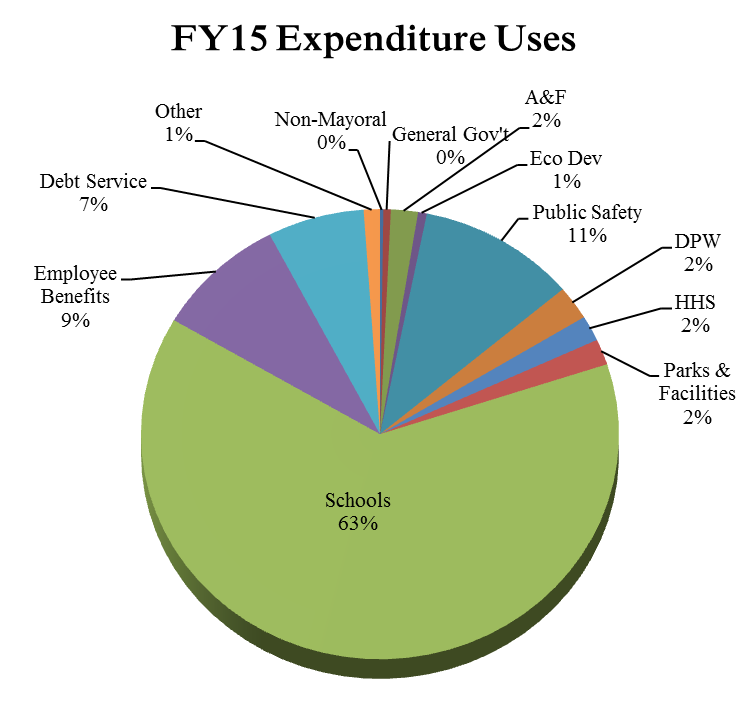 FY15 Expenditure Uses
Other
1%
Non-Mayoral
0%
General Gov't
0%
A&F
2%
Eco Dev
1%
Public Safety
11%
DPW
2%
HHS
2%
Parks &
Facilities
2%
Debt Service
7%
Employee
Benefits
9%
Schools
63%